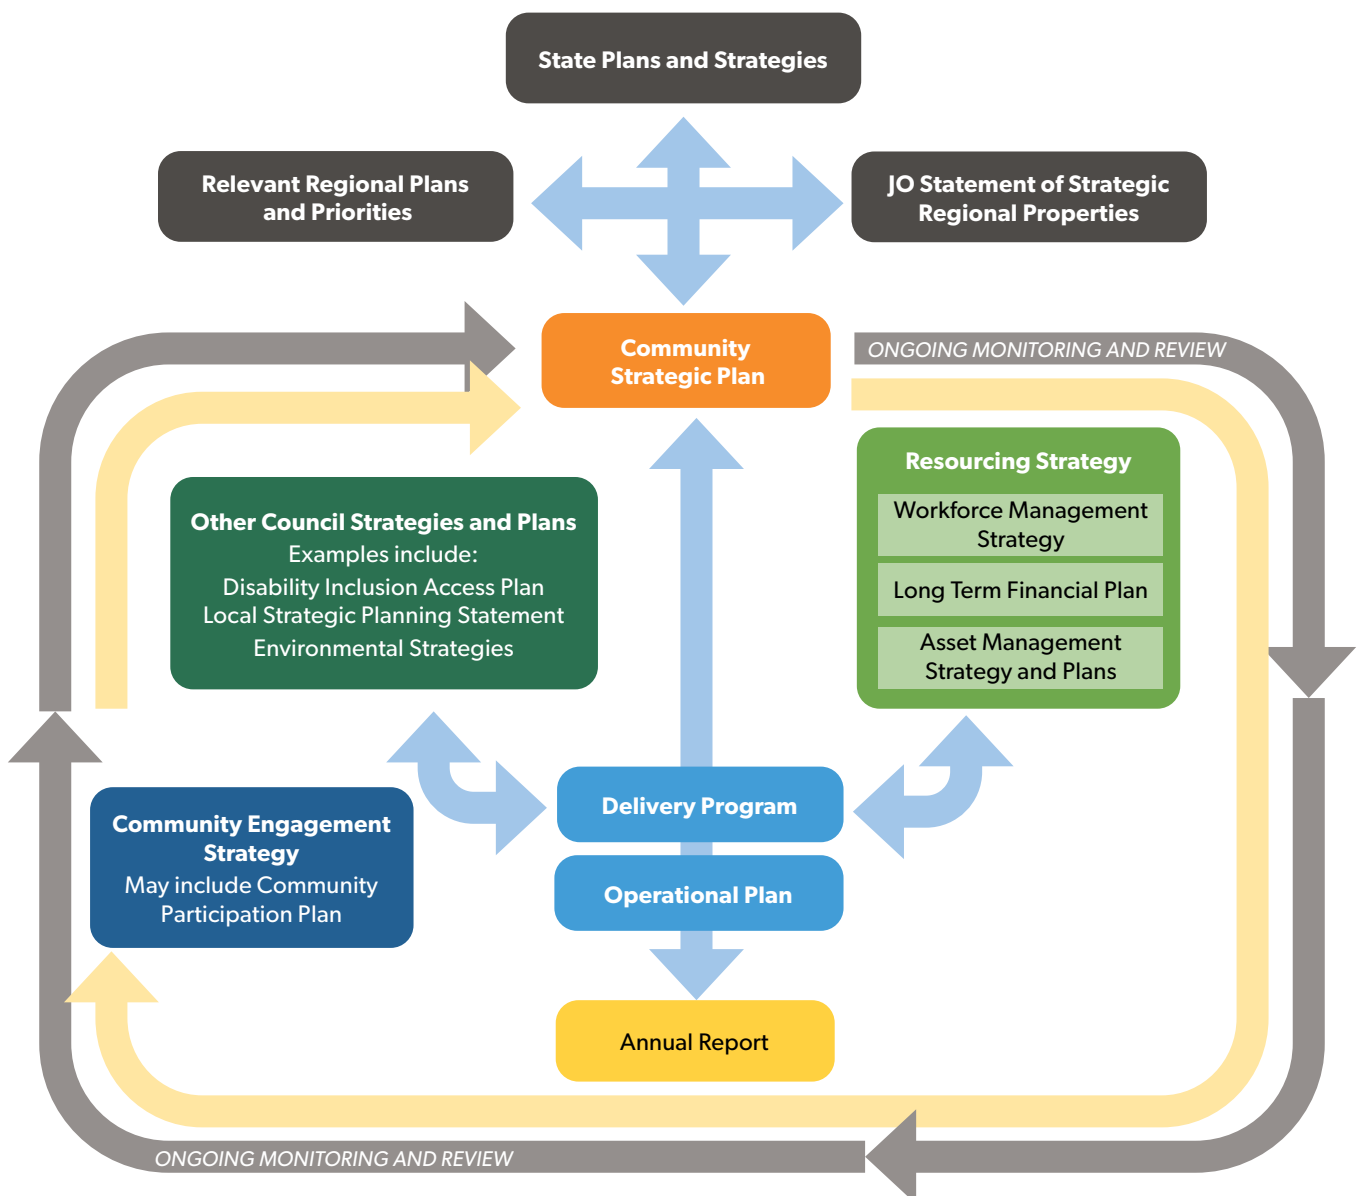 State Plans and Strategies
Relevant Regional Plans
and Priorities
JO Statement of Strategic
Regional Properties
Community
Strategic Plan
ONGOING MONITORING AND REVIEW
Resourcing Strategy
Workforce Management
Strategy
Long Term Financial Plan
Asset Management
Strategy and Plans
Other Council Strategies and Plans
Examples include:
Disability Inclusion Access Plan
Local Strategic Planning Statement
Environmental Strategies
Delivery Program
Community Engagement
Strategy
May include Community
Participation Plan
Operational Plan
Annual Report
ONGOING MONITORING AND REVIEW